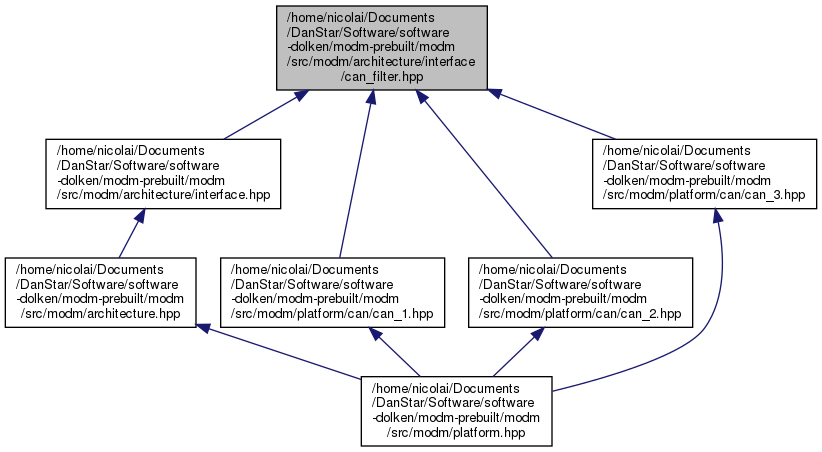 /home/nicolai/Documents
/DanStar/Software/software
-dolken/modm-prebuilt/modm
/src/modm/architecture/interface
/can_filter.hpp
/home/nicolai/Documents
/DanStar/Software/software
-dolken/modm-prebuilt/modm
/src/modm/architecture/interface.hpp
/home/nicolai/Documents
/DanStar/Software/software
-dolken/modm-prebuilt/modm
/src/modm/platform/can/can_3.hpp
/home/nicolai/Documents
/DanStar/Software/software
-dolken/modm-prebuilt/modm
/src/modm/architecture.hpp
/home/nicolai/Documents
/DanStar/Software/software
-dolken/modm-prebuilt/modm
/src/modm/platform/can/can_1.hpp
/home/nicolai/Documents
/DanStar/Software/software
-dolken/modm-prebuilt/modm
/src/modm/platform/can/can_2.hpp
/home/nicolai/Documents
/DanStar/Software/software
-dolken/modm-prebuilt/modm
/src/modm/platform.hpp